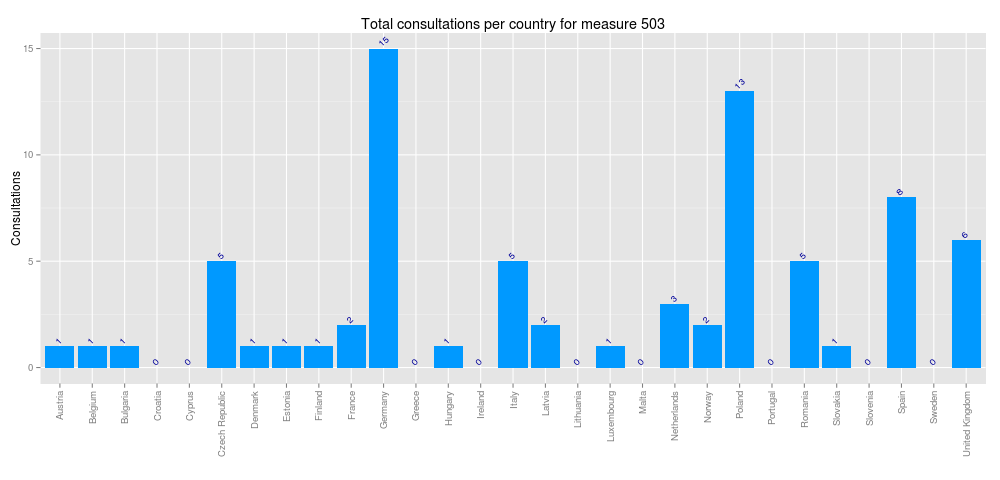 Total consultations per country for measure 503
Consultations
15
10
5
0
1
1
1
0
0
5
1
1
1
2
15
0
1
0
5
2
0
1
0
3
2
13
0
5
1
0
8
0
6
Austria
Belgium
Bulgaria
Croatia
Cyprus
Czech Republic
Denmark
Estonia
Finland
France
Germany
Greece
Hungary
Ireland
Italy
Latvia
Lithuania
Luxembourg
Malta
Netherlands
Norway
Poland
Portugal
Romania
Slovakia
Slovenia
Spain
Sweden
United Kingdom